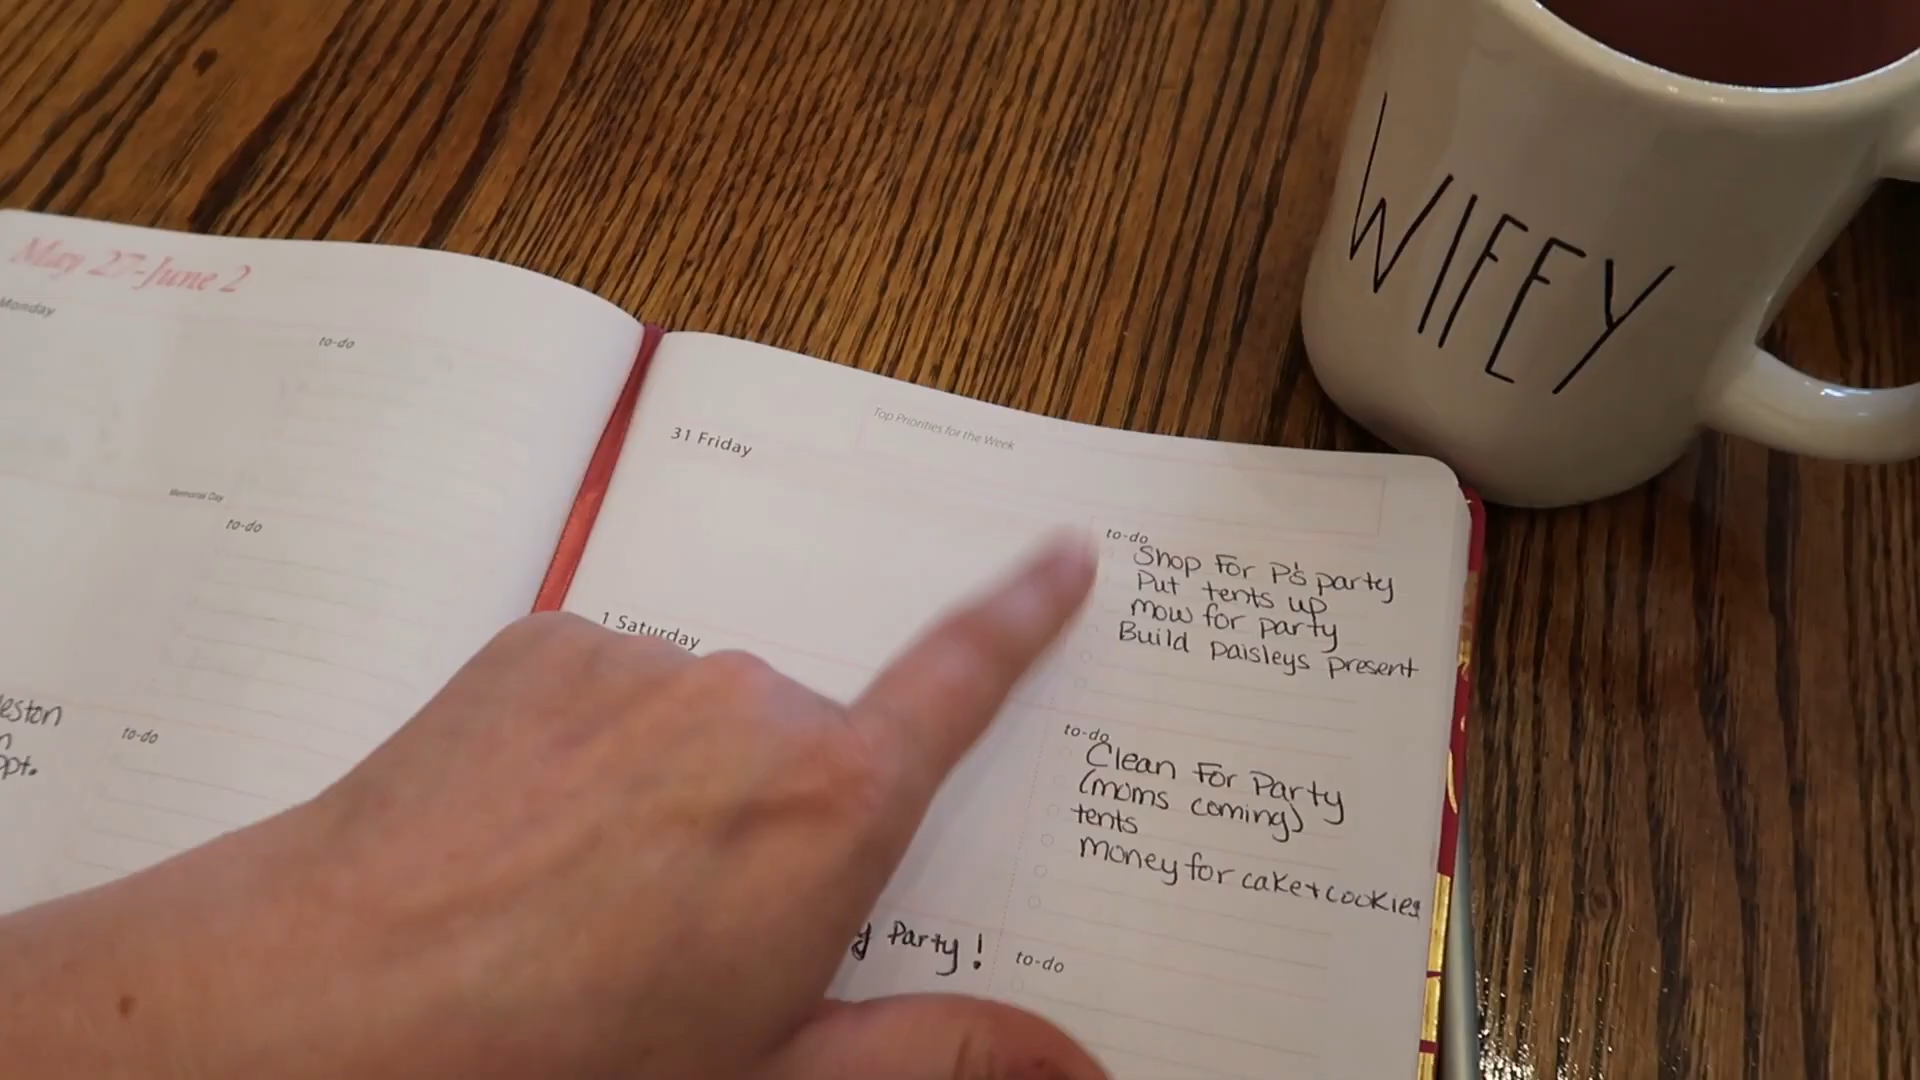 WIFEY
May 27-June 2
Monday
to-do
Memorial Day
to-do
eston
ppt.
to-do
Top Priorities for the Week
31 Friday
to-do
Shop For P's party
Put tents up
mow for party
Build paisleys present
1 Saturday
to-do
Clean For Party
(moms coming)
tents
money for cake+cookies
y Party!
to-do